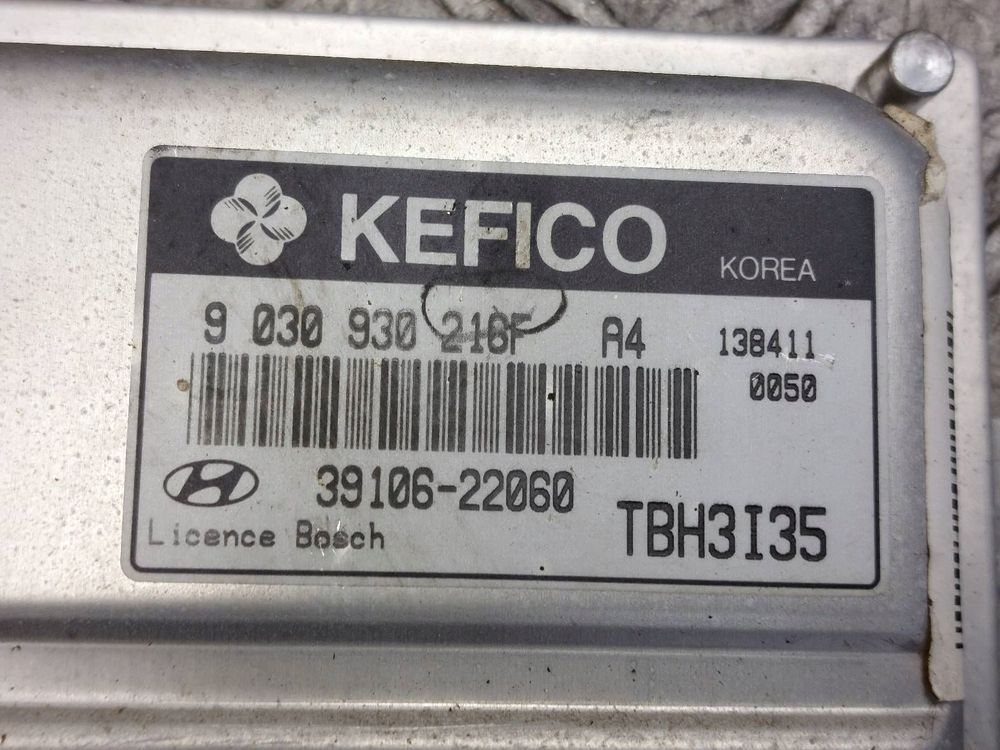 KEFICO
KOREA
9 030 930 216F A4 138411
0050
39106-22060
TBH3I35
Licence Bosch